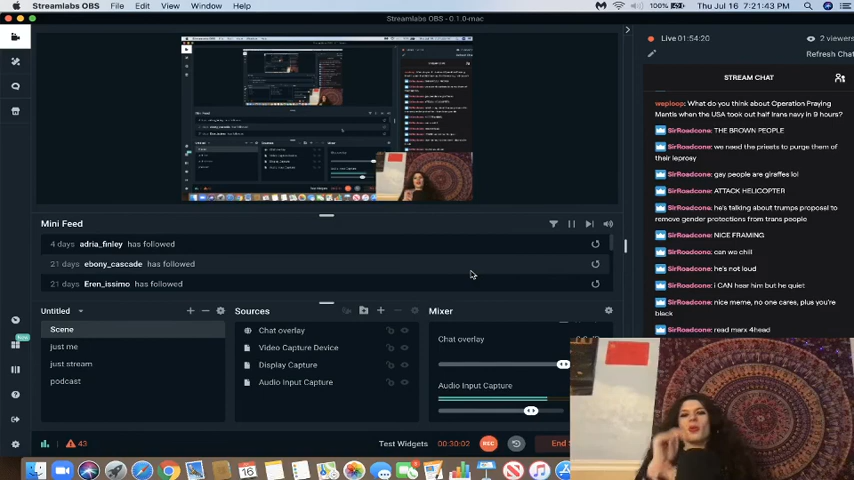 Streamlabs OBS File Edit View Window Help 100% Thu Jul 16 7:21:43 PM
Streamlabs OBS - 0.1.0-mac
Live 01:54:20 2 viewers
Refresh Chat
STREAM CHAT
weploop: What do you think about Operation Praying
Mantis when the USA took out half Irans navy in 9 hours?
SirRoadcone: THE BROWN PEOPLE
SirRoadcone: we need the priests to purge them of
their leprosy
SirRoadcone: gay people are giraffes lol
SirRoadcone: ATTACK HELICOPTER
SirRoadcone: he's talking about trumps proposal to
remove gender protections from trans people
SirRoadcone: NICE FRAMING
SirRoadcone: can wo chill
SirRoadcone: he's not loud
SirRoadcone: i CAN hear him but he quiet
SirRoadcone: nice meme, no one cares, plus you're
black
SirRoadcone: read marx 4head
Mini Feed
4 days adria_finley has followed
21 days ebony_cascade has followed
21 days Eren_issimo has followed
Untitled
Scene
just me
just stream
podcast
Sources
Chat overlay
Video Capture Device
Display Capture
Audio Input Capture
Mixer
Chat overlay
Audio Input Capture
New
43 Test Widgets 00:30:02 REC End